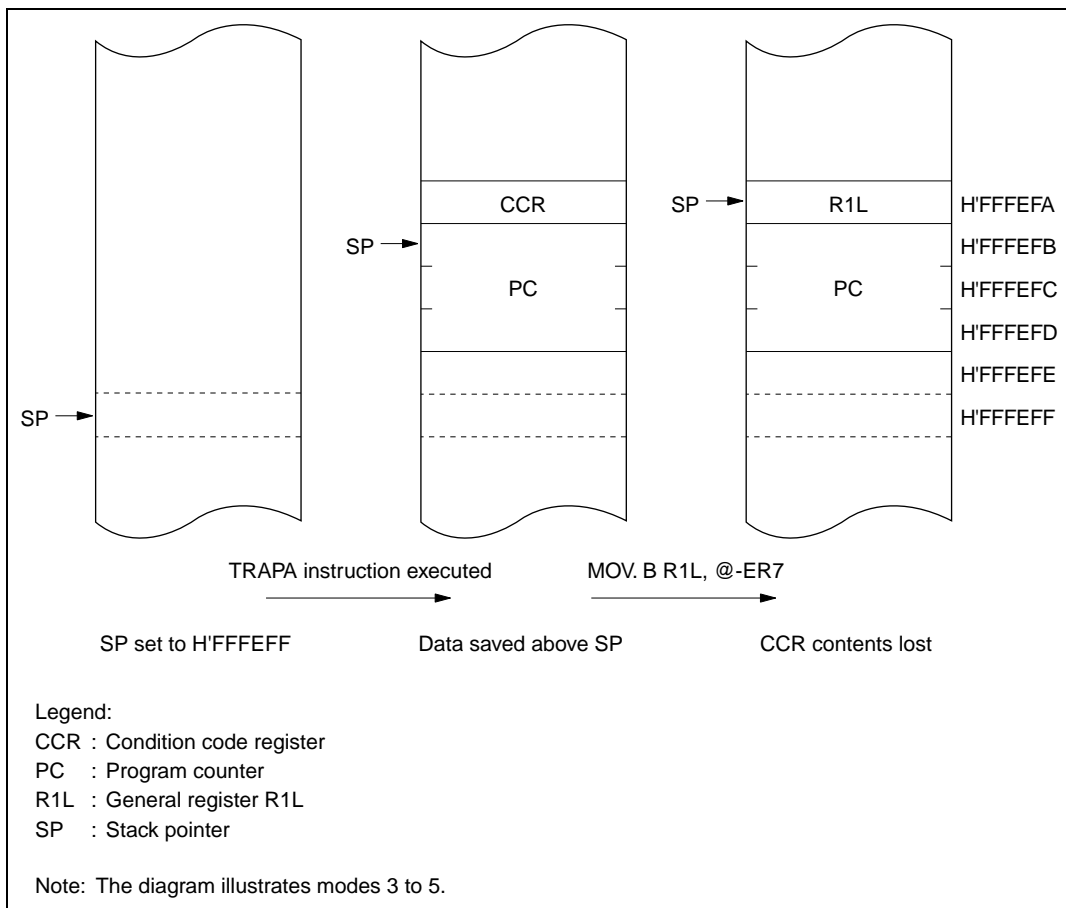 CCR
SP
R1L
H'FFFEFA
SP
H'FFFEFB
PC
PC
H'FFFEFC
H'FFFEFD
H'FFFEFE
SP
H'FFFEFF
TRAPA instruction executed
MOV. B R1L, @-ER7
SP set to H'FFFEFF
Data saved above SP
CCR contents lost
Legend:
CCR : Condition code register
PC : Program counter
R1L : General register R1L
SP : Stack pointer
Note: The diagram illustrates modes 3 to 5.